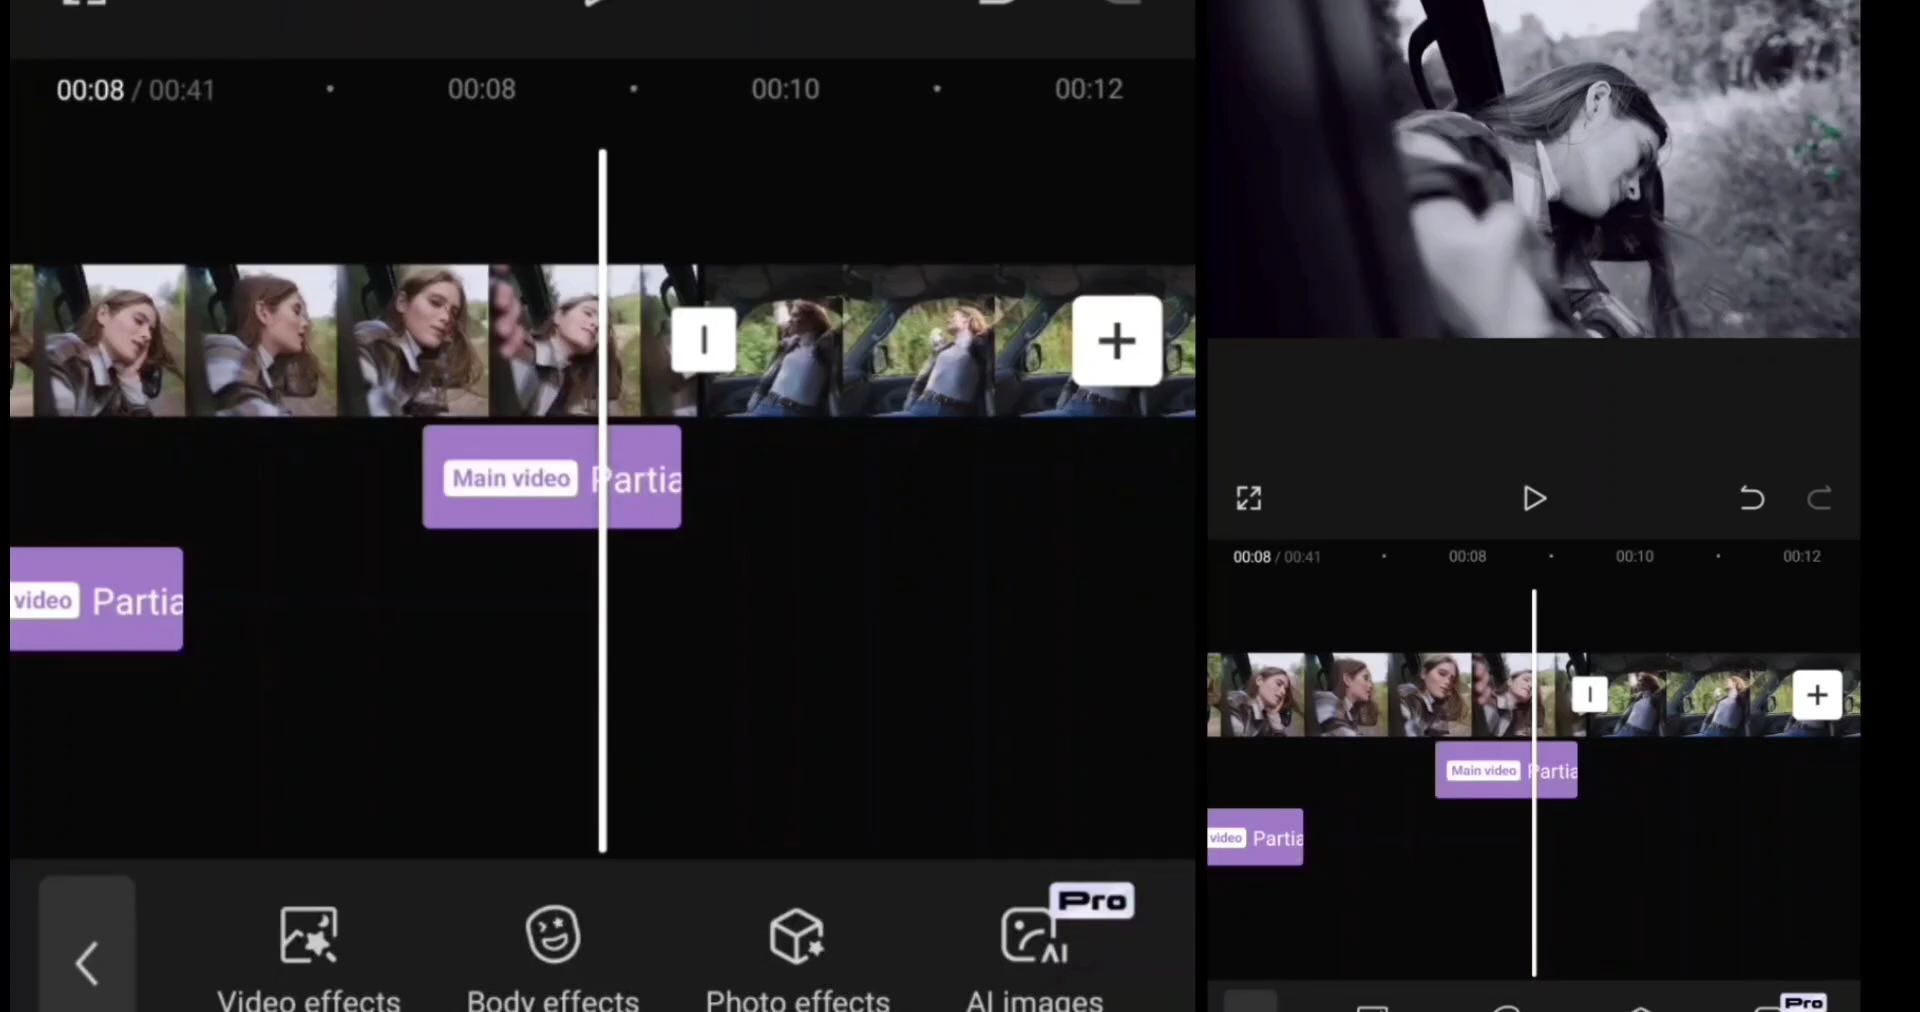 00:08 / 00:41
00:08
00:10
00:12
Main video Partia
video Partia
Pro
AI
Video effects
Body effects
Photo effects
AI images
00:08 / 00:41
00:08
00:10
00:12
Main video Partia
video Partia
Pro